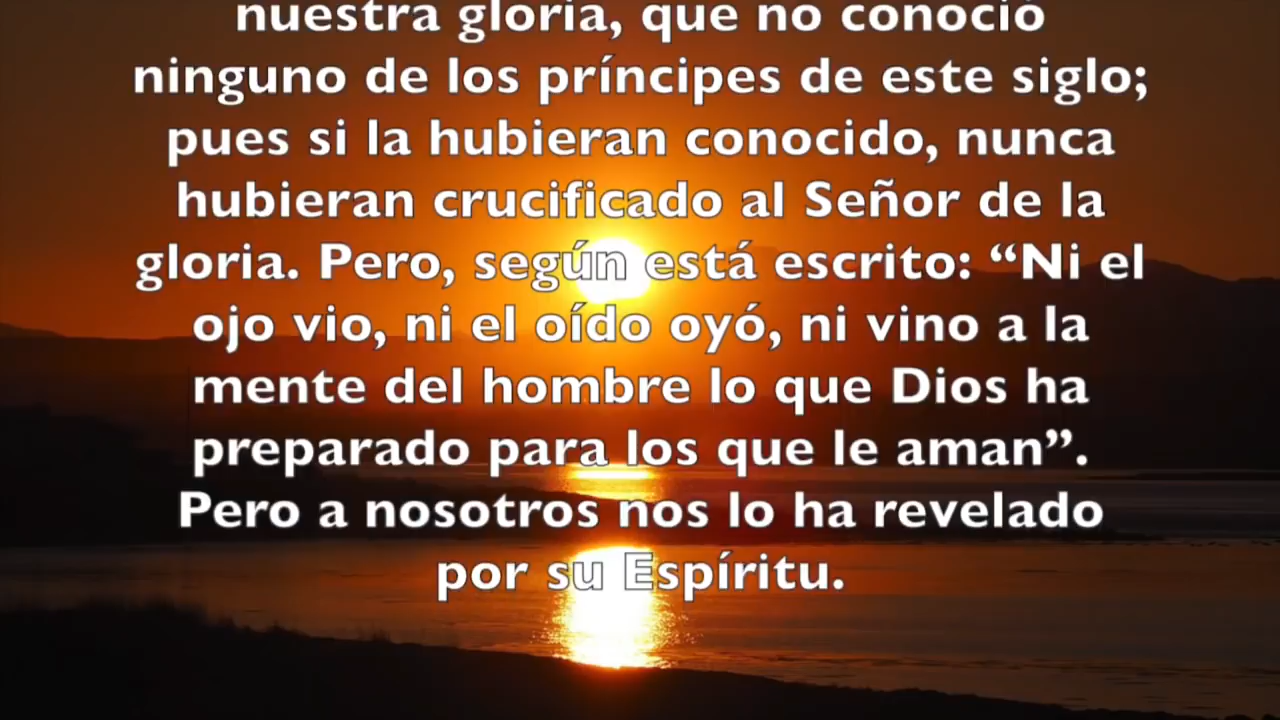 nuestra gloria, que no conoció
ninguno de los príncipes de este siglo;
pues si la hubieran conocido, nunca
hubieran crucificado al Señor de la
gloria. Pero, según está escrito: “Ni el
ojo vio, ni el oído oyó, ni vino a la
mente del hombre lo que Dios ha
preparado para los que le aman”.
Pero a nosotros nos lo ha revelado
por su Espíritu.